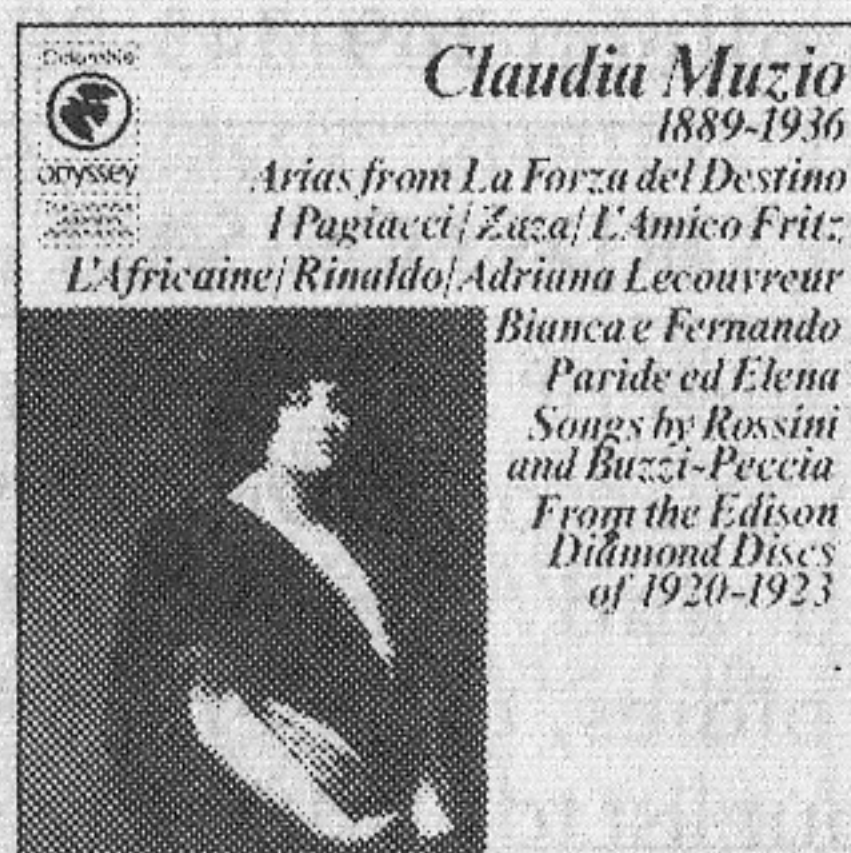 Columbia
odyssey
Claudia Muzio
1889-1936
Arias from La Forza del Destino
I Pagiacci/Zaza/L'Amico Fritz
L'Africaine/Rinaldo/Adriana Lecouvreur
Bianca e Fernando
Paride ed Elena
Songs by Rossini
and Buzzi-Peccia
From the Edison
Diamond Discs
of 1920-1923